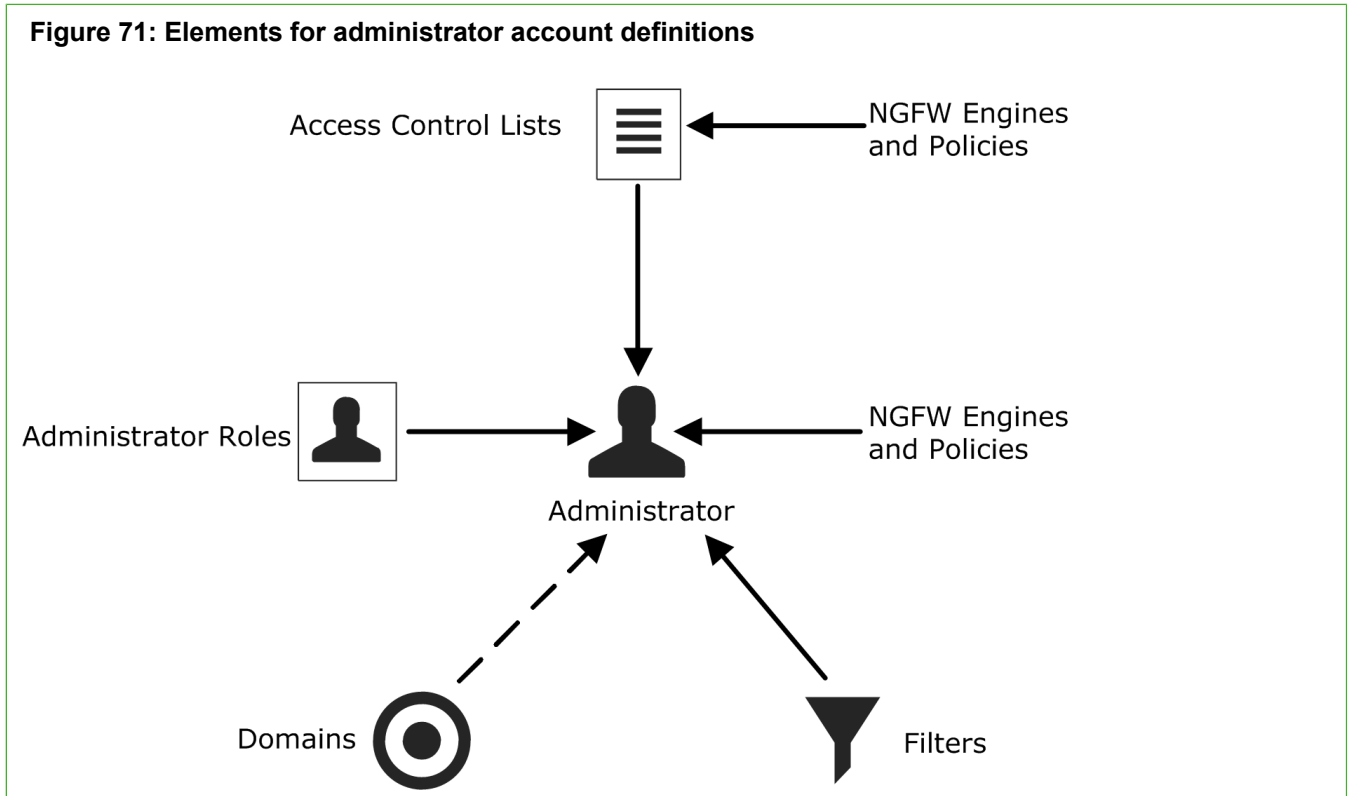 Figure 71: Elements for administrator account definitions
Access Control Lists
NGFW Engines
and Policies
Administrator Roles
NGFW Engines
and Policies
Administrator
Domains
Filters